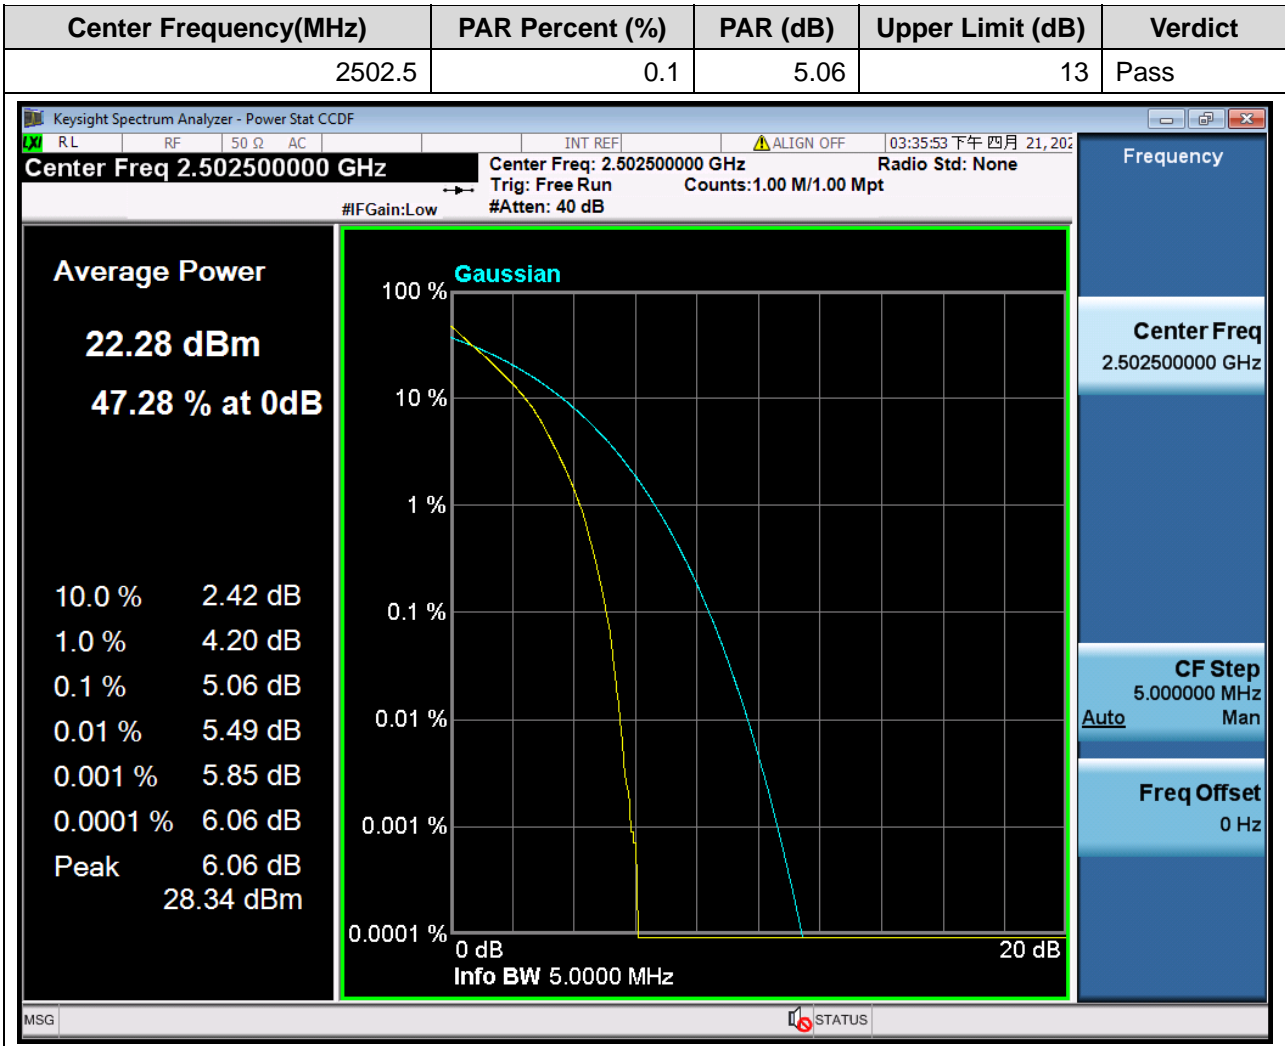 Center Frequency(MHz) PAR Percent (%) PAR (dB) Upper Limit (dB) Verdict
2502.5 0.1 5.06 13 Pass
Keysight Spectrum Analyzer - Power Stat CCDF
LXI RL RF 50 Ω AC INT REF ALIGN OFF 03:35:53 下午 四月 21, 202
Center Freq 2.502500000 GHz
Center Freq: 2.502500000 GHz Radio Std: None
Trig: Free Run Counts:1.00 M/1.00 Mpt
#IFGain:Low #Atten: 40 dB
Average Power
22.28 dBm
47.28 % at 0dB
10.0 % 2.42 dB
1.0 % 4.20 dB
0.1 % 5.06 dB
0.01 % 5.49 dB
0.001 % 5.85 dB
0.0001 % 6.06 dB
Peak 6.06 dB
28.34 dBm
Gaussian
100 %
10 %
1 %
0.1 %
0.01 %
0.001 %
0.0001 %
0 dB 20 dB
Info BW 5.0000 MHz
Frequency
Center Freq
2.502500000 GHz
CF Step
5.000000 MHz
Auto Man
Freq Offset
0 Hz
MSG STATUS